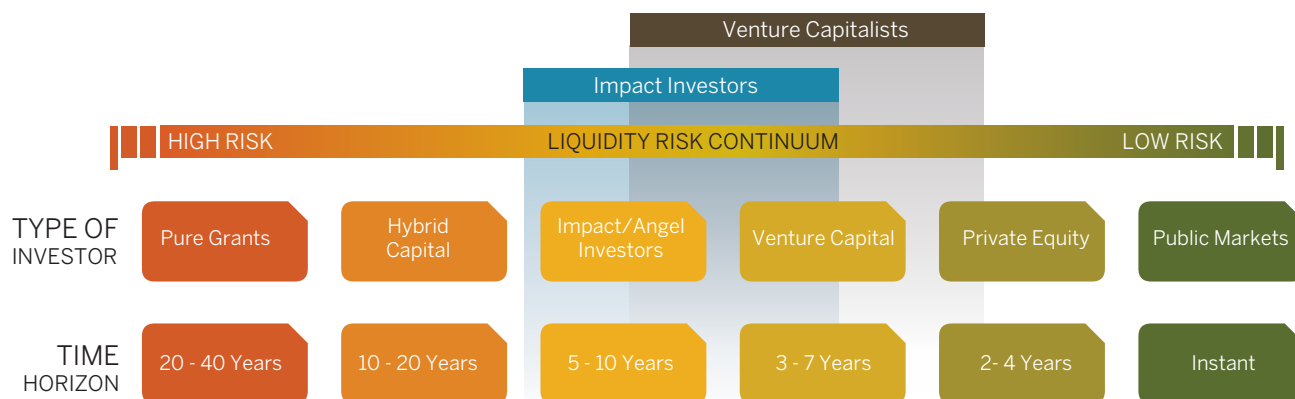 Venture Capitalists
Impact Investors
HIGH RISK
LIQUIDITY RISK CONTINUUM
LOW RISK
TYPE OF
INVESTOR
Pure Grants
Hybrid
Capital
Impact/Angel
Investors
Venture Capital
Private Equity
Public Markets
TIME
HORIZON
20 - 40 Years
10 - 20 Years
5 - 10 Years
3 - 7 Years
2- 4 Years
Instant